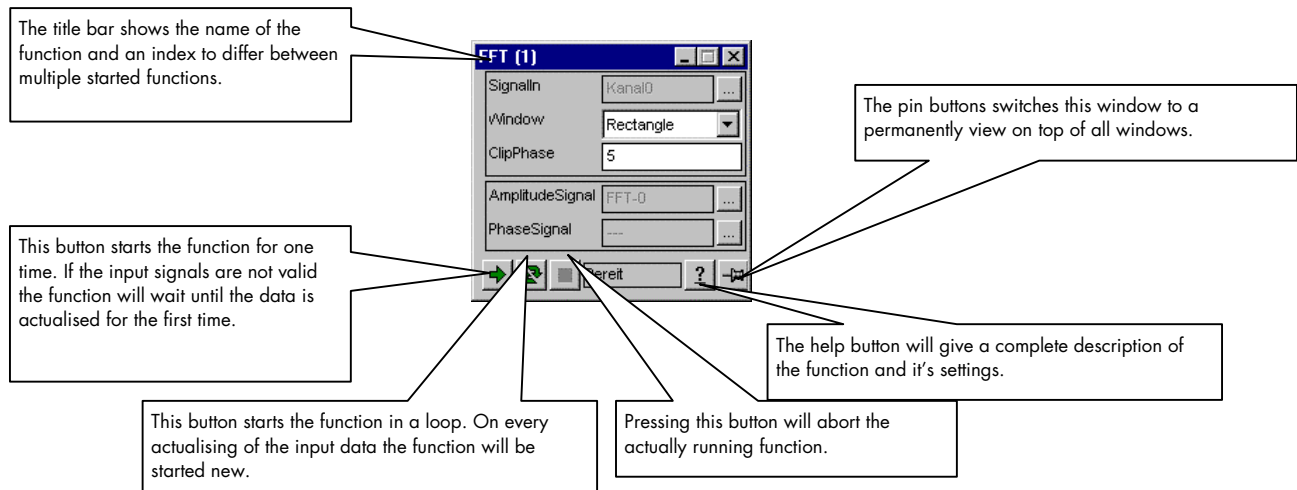 The title bar shows the name of the
function and an index to differ between
multiple started functions.
FFT (1)
SignalIn
Kanal0
...
Window
Rectangle
ClipPhase
5
AmplitudeSignal
FFT-0
...
PhaseSignal
---
...
Bereit
?
The pin buttons switches this window to a
permanently view on top of all windows.
This button starts the function for one
time. If the input signals are not valid
the function will wait until the data is
actualised for the first time.
The help button will give a complete description of
the function and it's settings.
This button starts the function in a loop. On every
actualising of the input data the function will be
started new.
Pressing this button will abort the
actually running function.